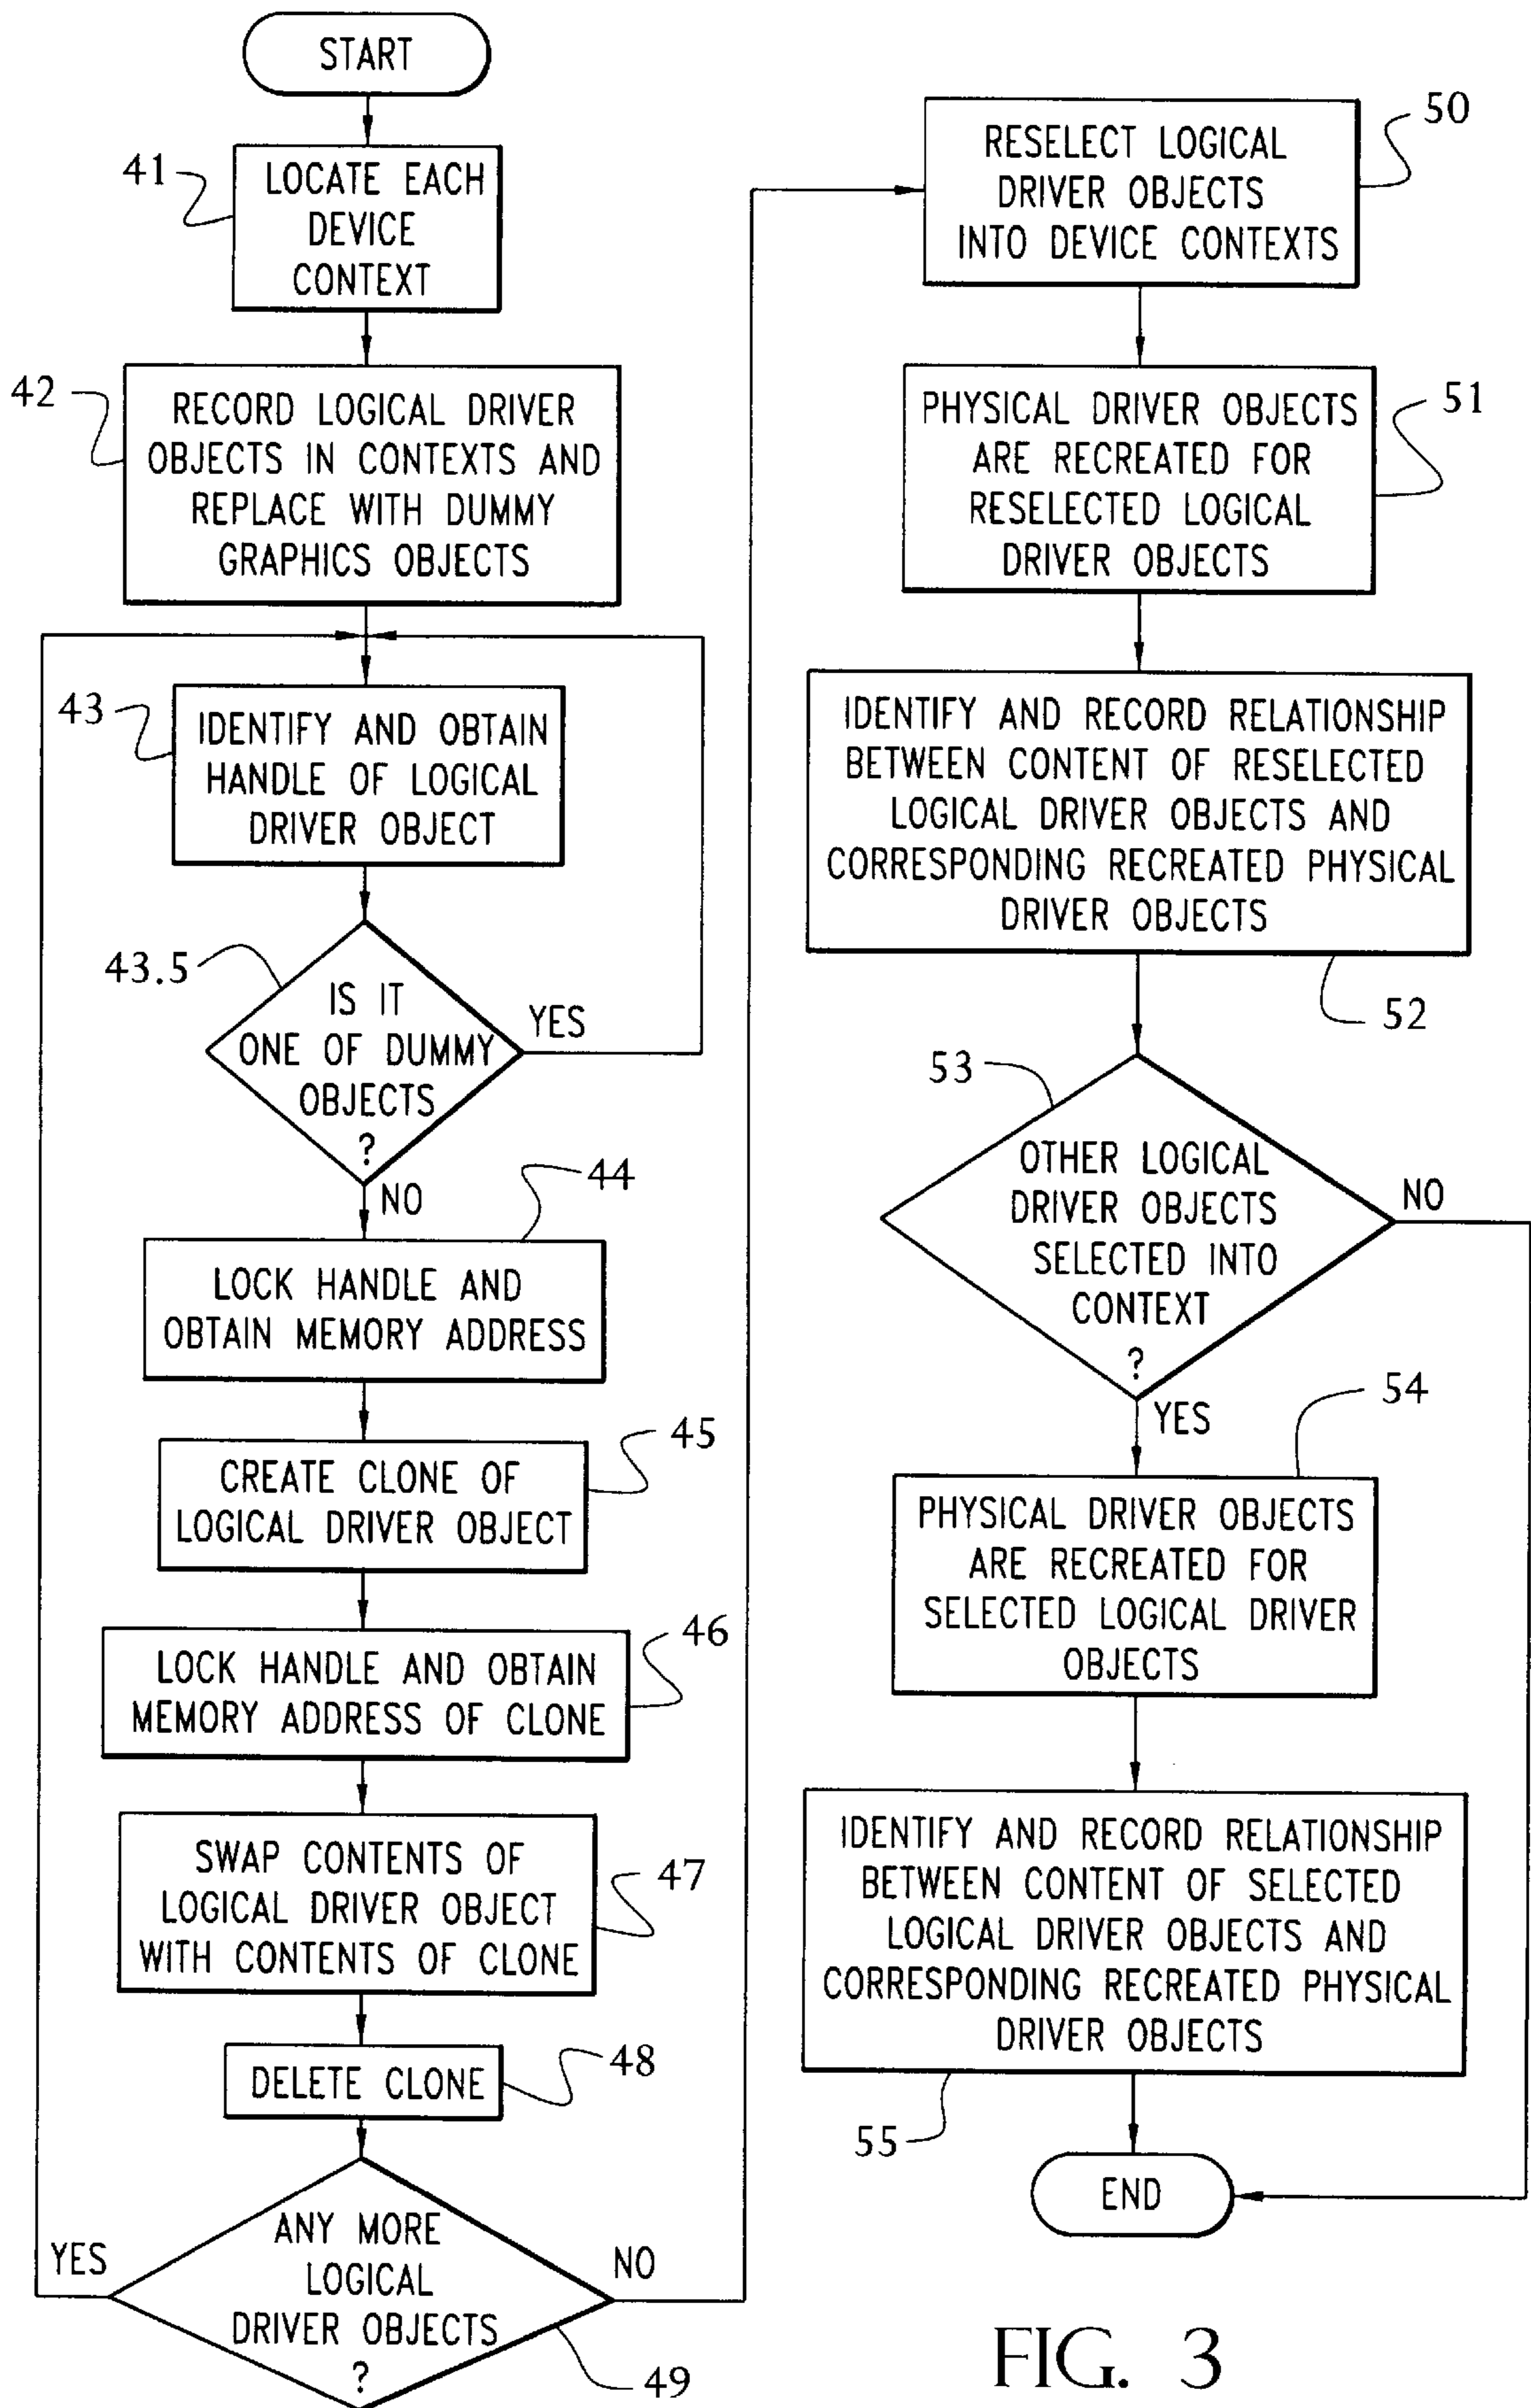 START
41
LOCATE EACH
DEVICE
CONTEXT
42
RECORD LOGICAL DRIVER
OBJECTS IN CONTEXTS AND
REPLACE WITH DUMMY
GRAPHICS OBJECTS
43
IDENTIFY AND OBTAIN
HANDLE OF LOGICAL
DRIVER OBJECT
43.5
IS IT
ONE OF DUMMY
OBJECTS
?
YES
NO
44
LOCK HANDLE AND
OBTAIN MEMORY ADDRESS
45
CREATE CLONE OF
LOGICAL DRIVER OBJECT
46
LOCK HANDLE AND OBTAIN
MEMORY ADDRESS OF CLONE
47
SWAP CONTENTS OF
LOGICAL DRIVER OBJECT
WITH CONTENTS OF CLONE
48
DELETE CLONE
ANY MORE
LOGICAL
DRIVER OBJECTS
?
YES
NO
49
50
RESELECT LOGICAL
DRIVER OBJECTS
INTO DEVICE CONTEXTS
51
PHYSICAL DRIVER OBJECTS
ARE RECREATED FOR
RESELECTED LOGICAL
DRIVER OBJECTS
IDENTIFY AND RECORD RELATIONSHIP
BETWEEN CONTENT OF RESELECTED
LOGICAL DRIVER OBJECTS AND
CORRESPONDING RECREATED PHYSICAL
DRIVER OBJECTS
52
53
OTHER LOGICAL
DRIVER OBJECTS
SELECTED INTO
CONTEXT
?
NO
YES
54
PHYSICAL DRIVER OBJECTS
ARE RECREATED FOR
SELECTED LOGICAL DRIVER
OBJECTS
IDENTIFY AND RECORD RELATIONSHIP
BETWEEN CONTENT OF SELECTED
LOGICAL DRIVER OBJECTS AND
CORRESPONDING RECREATED PHYSICAL
DRIVER OBJECTS
55
END
FIG. 3